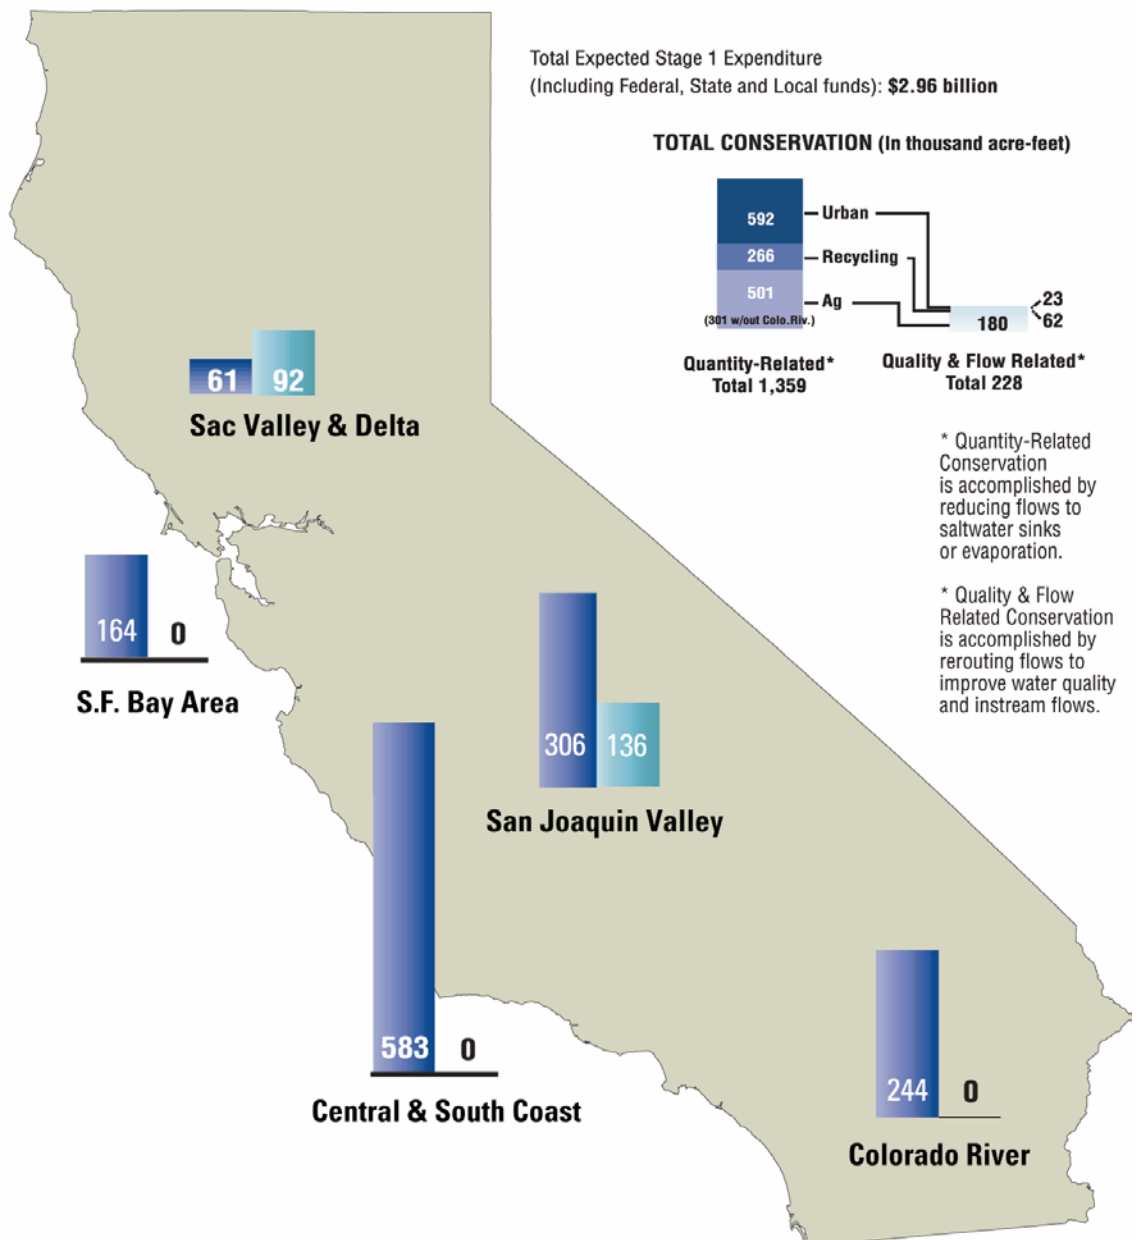 Total Expected Stage 1 Expenditure
(Including Federal, State and Local funds): $2.96 billion
TOTAL CONSERVATION (In thousand acre-feet)
592
Urban
266
Recycling
501
Ag
(301 w/out Colo.Riv.)
180
23
62
Quantity-Related*
Total 1,359
Quality & Flow Related*
Total 228
* Quantity-Related
Conservation
is accomplished by
reducing flows to
saltwater sinks
or evaporation.
* Quality & Flow
Related Conservation
is accomplished by
rerouting flows to
improve water quality
and instream flows.
61 92
Sac Valley & Delta
164 0
S.F. Bay Area
306 136
San Joaquin Valley
583 0
Central & South Coast
244 0
Colorado River